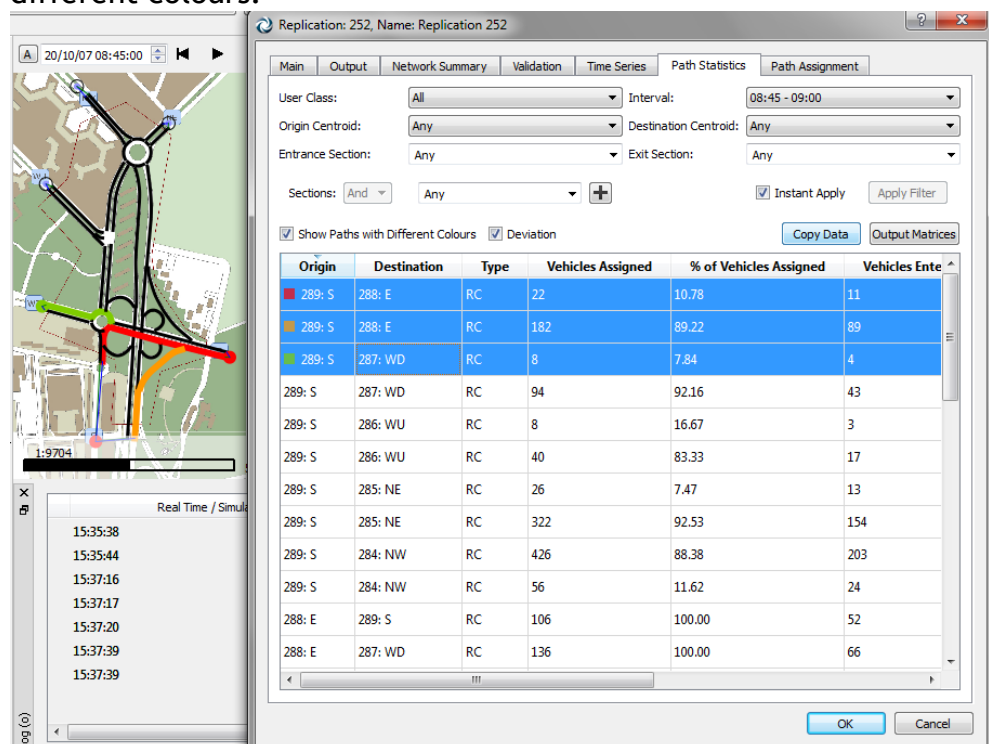 different colours.
Replication: 252, Name: Replication 252
A 20/10/07 08:45:00
Main Output Network Summary Validation Time Series Path Statistics Path Assignment
User Class: All Interval: 08:45 - 09:00
Origin Centroid: Any Destination Centroid: Any
Entrance Section: Any Exit Section: Any
Sections: And Any Instant Apply Apply Filter
Show Paths with Different Colours Deviation Copy Data Output Matrices
Origin Destination Type Vehicles Assigned % of Vehicles Assigned Vehicles Ente
289: S 288: E RC 22 10.78 11
289: S 288: E RC 182 89.22 89
289: S 287: WD RC 8 7.84 4
289: S 287: WD RC 94 92.16 43
289: S 286: WU RC 8 16.67 3
289: S 286: WU RC 40 83.33 17
289: S 285: NE RC 26 7.47 13
289: S 285: NE RC 322 92.53 154
289: S 284: NW RC 426 88.38 203
289: S 284: NW RC 56 11.62 24
288: E 289: S RC 106 100.00 52
288: E 287: WD RC 136 100.00 66
OK Cancel
1:9704
Real Time / Simula
15:35:38
15:35:44
15:37:16
15:37:17
15:37:20
15:37:39
15:37:39
og (o)